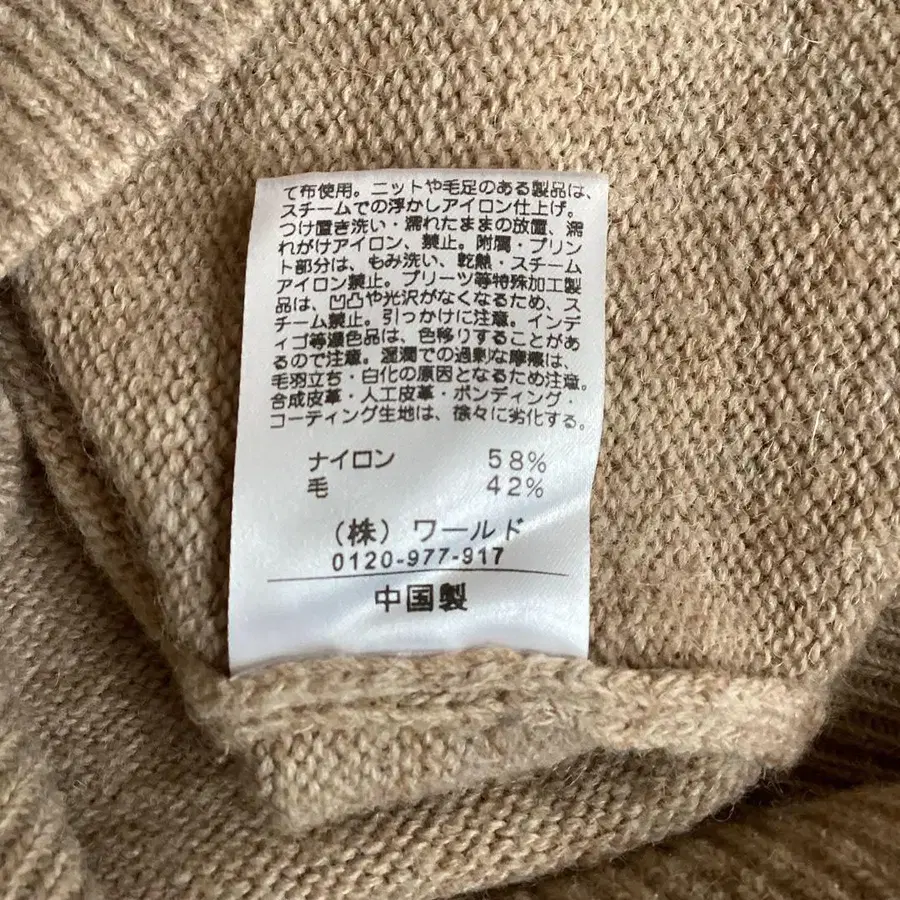 て布使用。ニットや毛足のある製品は、
スチームでの浮かしアイロン仕上げ。
つけ置き洗い・濡れたままの放置、濡
れがけアイロン、禁止。附属・プリン
ト部分は、もみ洗い、乾熱・スチーム
アイロン禁止。プリーツ等特殊加工製
品は、凹凸や光沢がなくなるため、ス
チーム禁止。引っかけに注意。インデ
ィゴ等濃色品は、色移りすることがあ
るので注意。湿潤での過剰な摩擦は、
毛羽立ち・白化の原因となるため注意。
合成皮革・人工皮革・ボンディング・
コーティング生地は、徐々に劣化する。
ナイロン 58%
毛 42%
(株) ワールド
0120-977-917
中国製